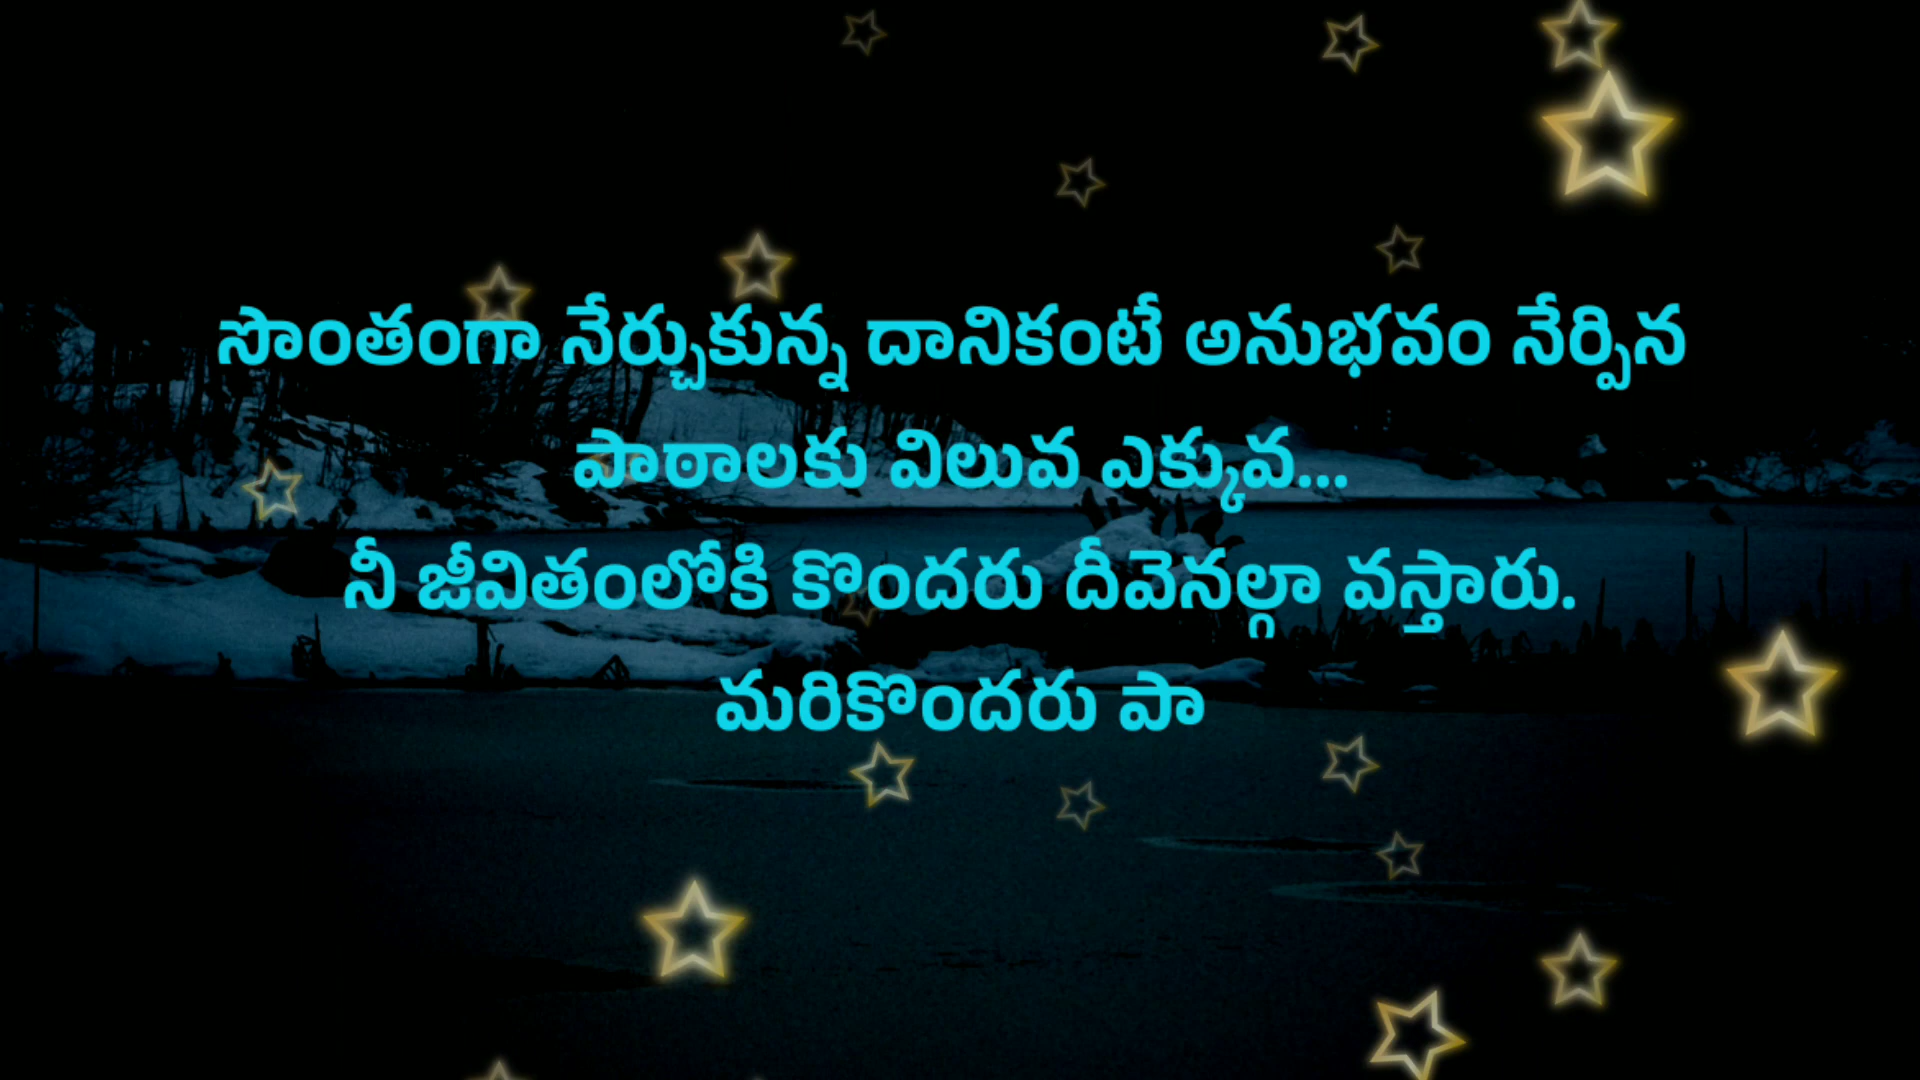 సొంతంగా నేర్చుకున్న దానికంటే అనుభవం నేర్పిన
పాఠాలకు విలువ ఎక్కువ...
నీ జీవితంలోకి కొందరు దీవెనల్గా వస్తారు.
మరికొందరు పా